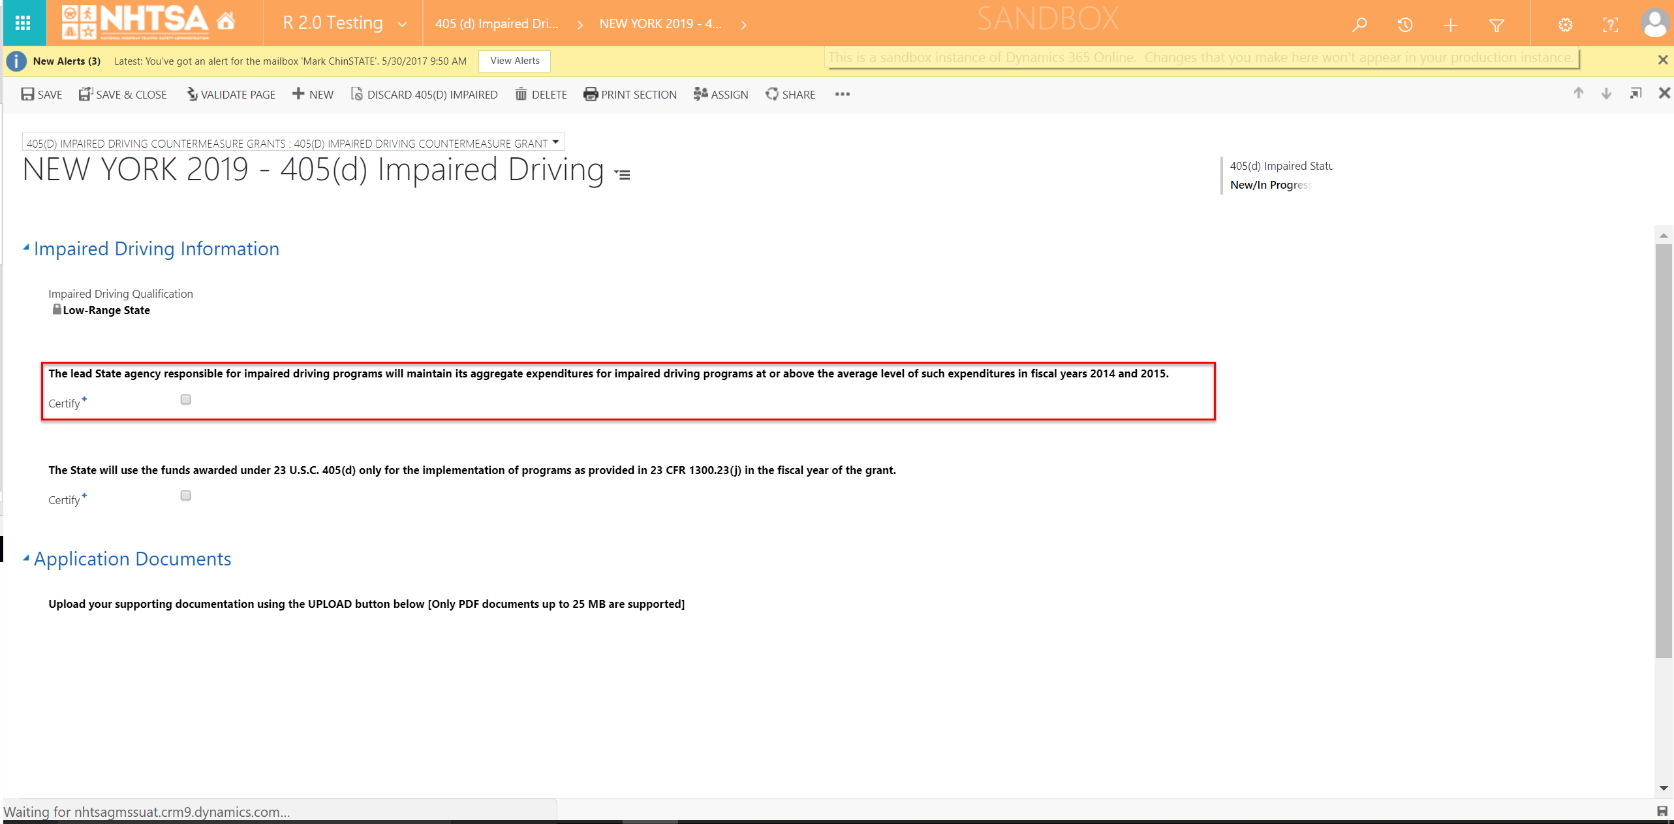 NHTSA
R 2.0 Testing
405 (d) Impaired Dri...
NEW YORK 2019 - 4...
SANDBOX
New Alerts (3) Latest: You've got an alert for the mailbox 'Mark ChinSTATE'. 5/30/2017 9:50 AM View Alerts
This is a sandbox instance of Dynamics 365 Online. Changes that you make here won't appear in your production instance.
SAVE SAVE & CLOSE VALIDATE PAGE NEW DISCARD 405(D) IMPAIRED DELETE PRINT SECTION ASSIGN SHARE
405(D) IMPAIRED DRIVING COUNTERMEASURE GRANTS : 405(D) IMPAIRED DRIVING COUNTERMEASURE GRANT
NEW YORK 2019 - 405(d) Impaired Driving
405(d) Impaired Statu
New/In Progress
Impaired Driving Information
Impaired Driving Qualification
Low-Range State
The lead State agency responsible for impaired driving programs will maintain its aggregate expenditures for impaired driving programs at or above the average level of such expenditures in fiscal years 2014 and 2015.
Certify+
The State will use the funds awarded under 23 U.S.C. 405(d) only for the implementation of programs as provided in 23 CFR 1300.23(j) in the fiscal year of the grant.
Certify+
Application Documents
Upload your supporting documentation using the UPLOAD button below [Only PDF documents up to 25 MB are supported]
Waiting for nhtsagmssuat.crm9.dynamics.com...